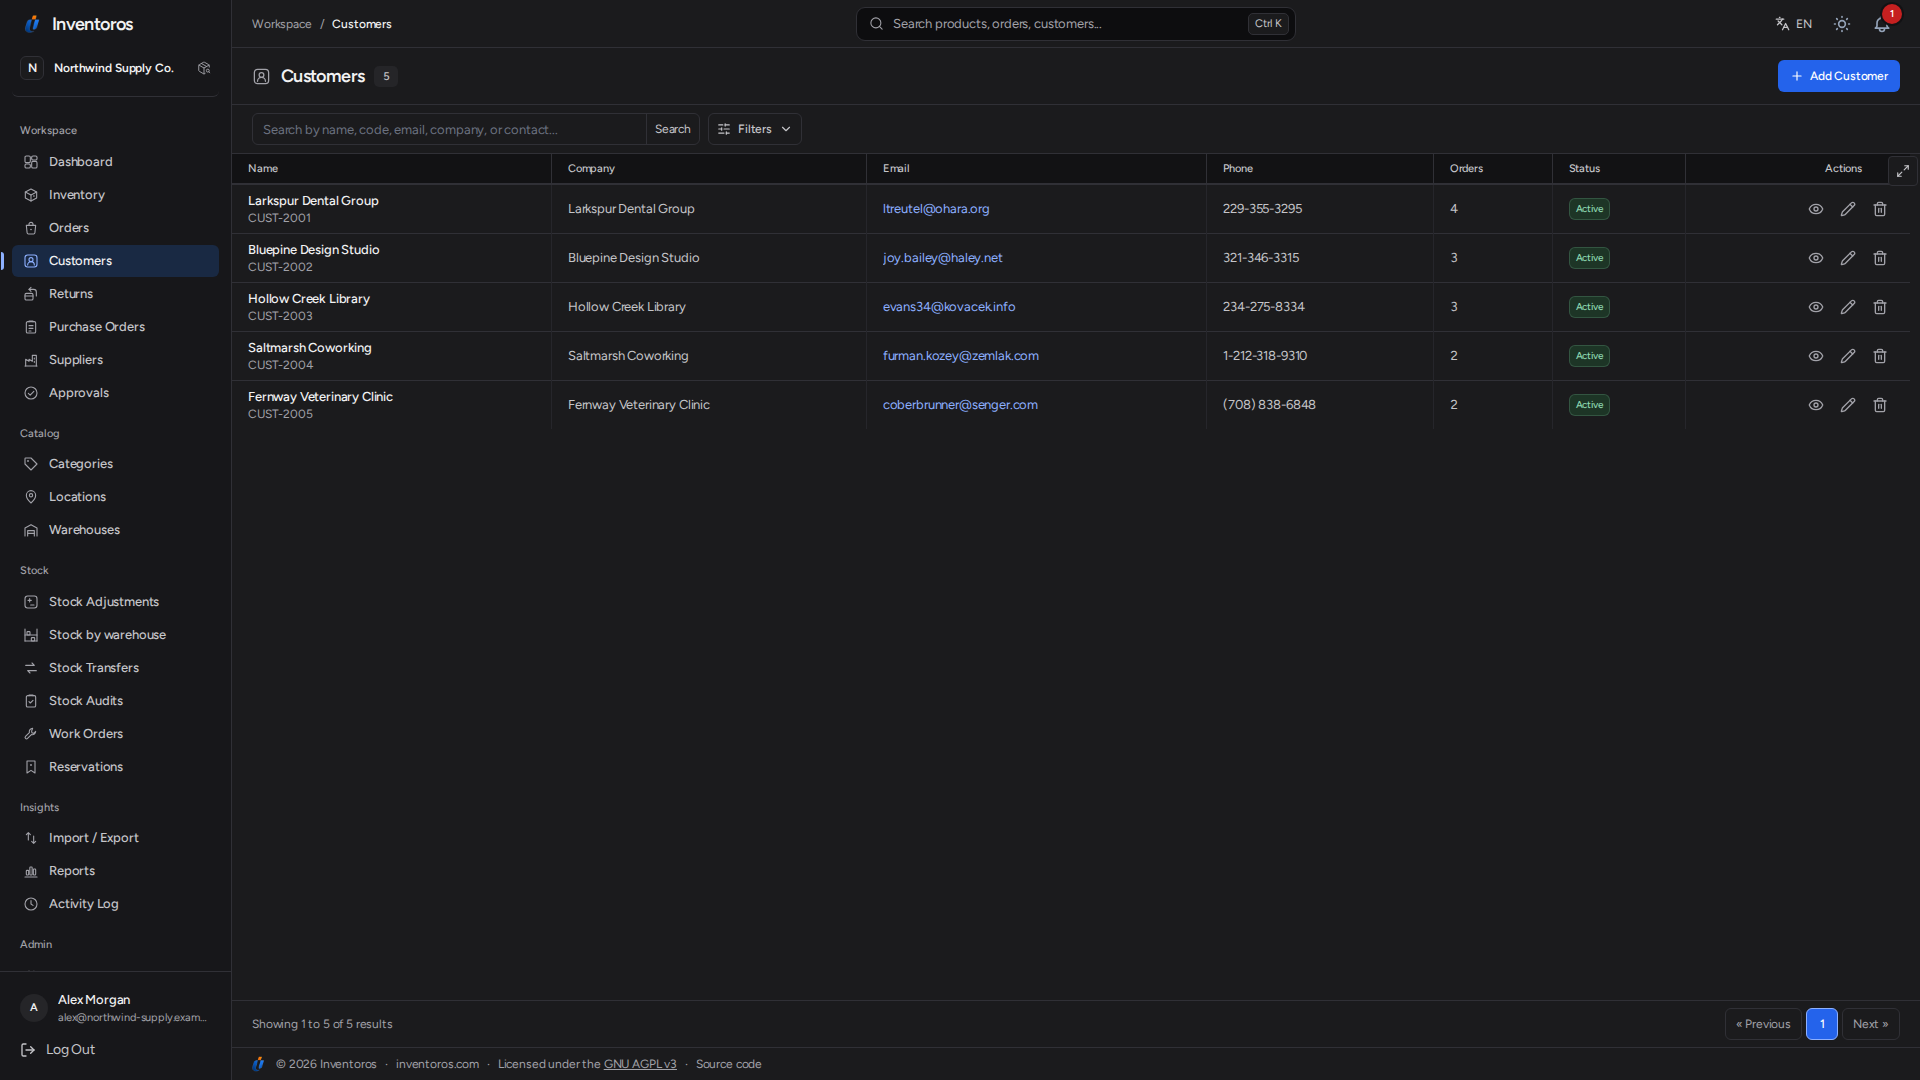 Inventoros
N Northwind Supply Co.
Workspace
Dashboard
Inventory
Orders
Customers
Returns
Purchase Orders
Suppliers
Approvals
Catalog
Categories
Locations
Warehouses
Stock
Stock Adjustments
Stock by warehouse
Stock Transfers
Stock Audits
Work Orders
Reservations
Insights
Import / Export
Reports
Activity Log
Admin
A
Alex Morgan
alex@northwind-supply.exam...
Log Out
Workspace / Customers
Search products, orders, customers... Ctrl K
EN
1
Customers 5
+ Add Customer
Search by name, code, email, company, or contact... Search Filters
Name Company Email Phone Orders Status Actions
Larkspur Dental Group
CUST-2001
Larkspur Dental Group ltreutel@ohara.org 229-355-3295 4 Active
Bluepine Design Studio
CUST-2002
Bluepine Design Studio joy.bailey@haley.net 321-346-3315 3 Active
Hollow Creek Library
CUST-2003
Hollow Creek Library evans34@kovacek.info 234-275-8334 3 Active
Saltmarsh Coworking
CUST-2004
Saltmarsh Coworking furman.kozey@zemlak.com 1-212-318-9310 2 Active
Fernway Veterinary Clinic
CUST-2005
Fernway Veterinary Clinic coberbrunner@senger.com (708) 838-6848 2 Active
Showing 1 to 5 of 5 results
« Previous 1 Next »
© 2026 Inventoros · inventoros.com · Licensed under the GNU AGPL v3 · Source code